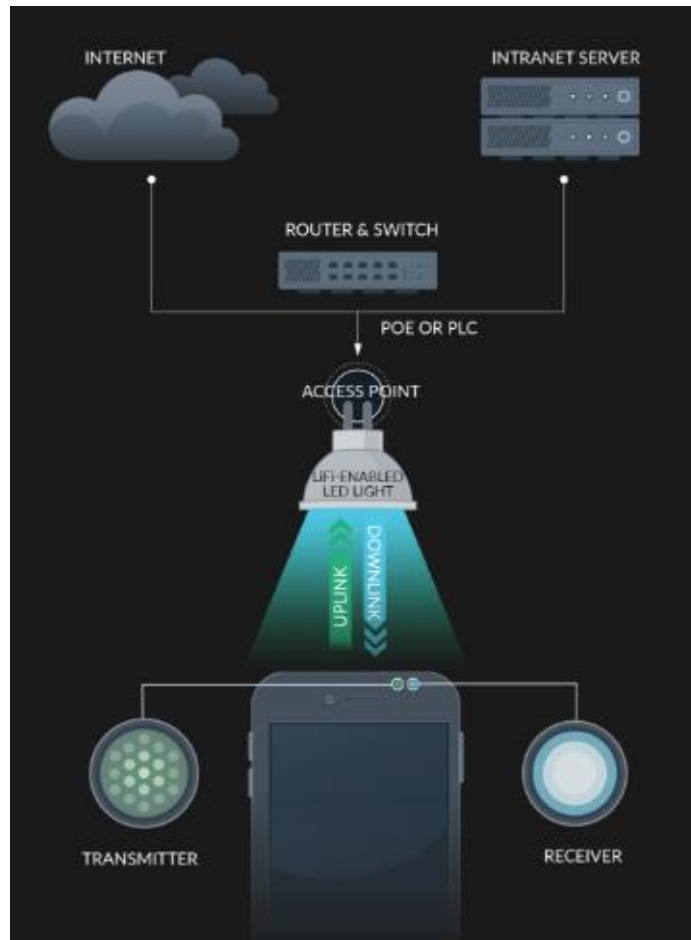 INTERNET
INTRANET SERVER
ROUTER & SWITCH
POE OR PLC
ACCESS POINT
LiFi-ENABLED
LED LIGHT
UPLINK
DOWNLINK
TRANSMITTER
RECEIVER